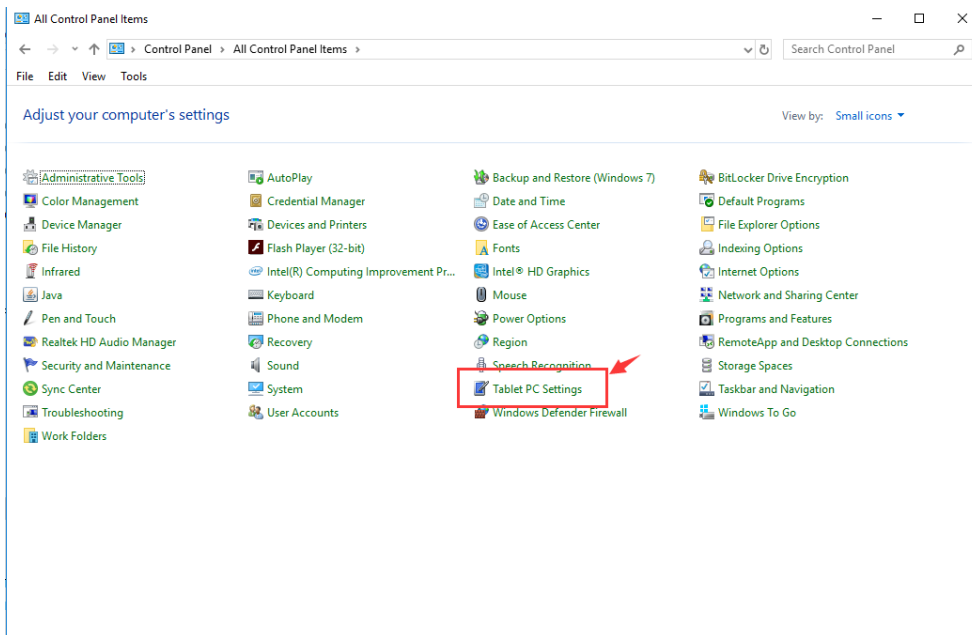 All Control Panel Items
Control Panel > All Control Panel Items >
Search Control Panel
File Edit View Tools
Adjust your computer's settings
View by: Small icons
Administrative Tools AutoPlay Backup and Restore (Windows 7) BitLocker Drive Encryption
Color Management Credential Manager Date and Time Default Programs
Device Manager Devices and Printers Ease of Access Center File Explorer Options
File History Flash Player (32-bit) Fonts Indexing Options
Infrared Intel(R) Computing Improvement Pr... Intel® HD Graphics Internet Options
Java Keyboard Mouse Network and Sharing Center
Pen and Touch Phone and Modem Power Options Programs and Features
Realtek HD Audio Manager Recovery Region RemoteApp and Desktop Connections
Security and Maintenance Sound Speech Recognition Storage Spaces
Sync Center System Tablet PC Settings Taskbar and Navigation
Troubleshooting User Accounts Windows Defender Firewall Windows To Go
Work Folders